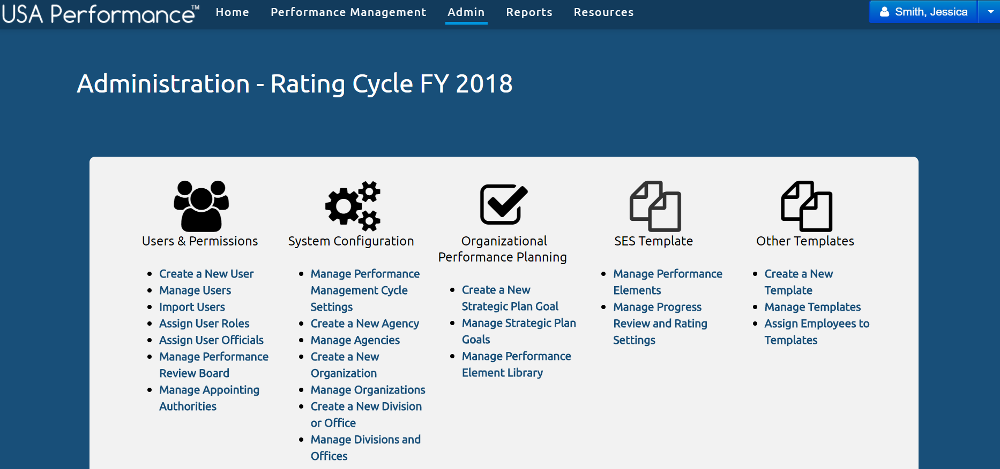 USA Performance™ Home Performance Management Admin Reports Resources Smith, Jessica
Administration - Rating Cycle FY 2018
Users & Permissions
Create a New User
Manage Users
Import Users
Assign User Roles
Assign User Officials
Manage Performance
Review Board
Manage Appointing
Authorities
System Configuration
Manage Performance
Management Cycle
Settings
Create a New Agency
Manage Agencies
Create a New
Organization
Manage Organizations
Create a New Division
or Office
Manage Divisions and
Offices
Organizational
Performance Planning
Create a New
Strategic Plan Goal
Manage Strategic Plan
Goals
Manage Performance
Element Library
SES Template
Manage Performance
Elements
Manage Progress
Review and Rating
Settings
Other Templates
Create a New
Template
Manage Templates
Assign Employees to
Templates